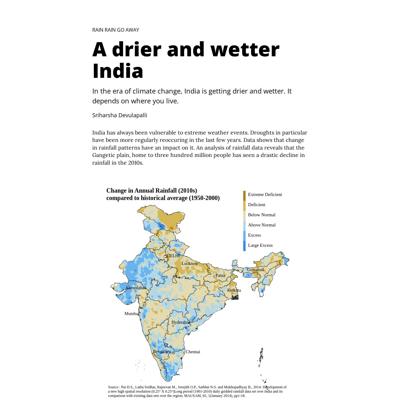 RAIN RAIN GO AWAY
A drier and wetter
India
In the era of climate change, India is getting drier and wetter. It
depends on where you live.
Sriharsha Devulapalli
India has always been vulnerable to extreme weather events. Droughts in particular
have been more regularly reoccuring in the last few years. Data shows that change
in rainfall patterns have an impact on it. An analysis of rainfall data reveals that the
Gangetic plain, home to three hundred million people has seen a drastic decline in
rainfall in the 2010s.
Change in Annual Rainfall (2010s)
compared to historical average (1950-2000)
Extreme Deficient
Deficient
Below Normal
Above Normal
Excess
Large Excess
Delhi
Lucknow
Patna
Guwahati
Kolkata
Mumbai
Hyderabad
Chennai
Source: Pai D.S., Latha Sridhar, Rajeevan M., Sreejith O.P., Satbhai N.S. and Mukhopadhyay B., 2014: Development of
a new high spatial resolution (0.25° X 0.25°)Long period (1901-2010) daily gridded rainfall data set over India and its
comparison with existing data sets over the region; MAUSAM, 65, 1(January 2014), pp1-18.